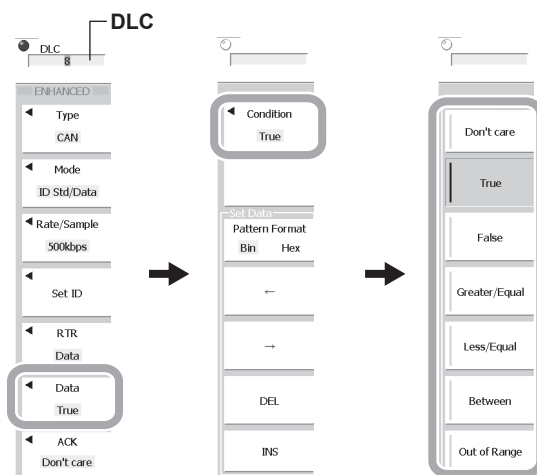 DLC
DLC
8
ENHANCED
Type
CAN
Mode
ID Std/Data
Rate/Sample
500kbps
Set ID
RTR
Data
Data
True
ACK
Don't care
Condition
True
Set Data
Pattern Format
Bin Hex
←
→
DEL
INS
Don't care
True
False
Greater/Equal
Less/Equal
Between
Out of Range